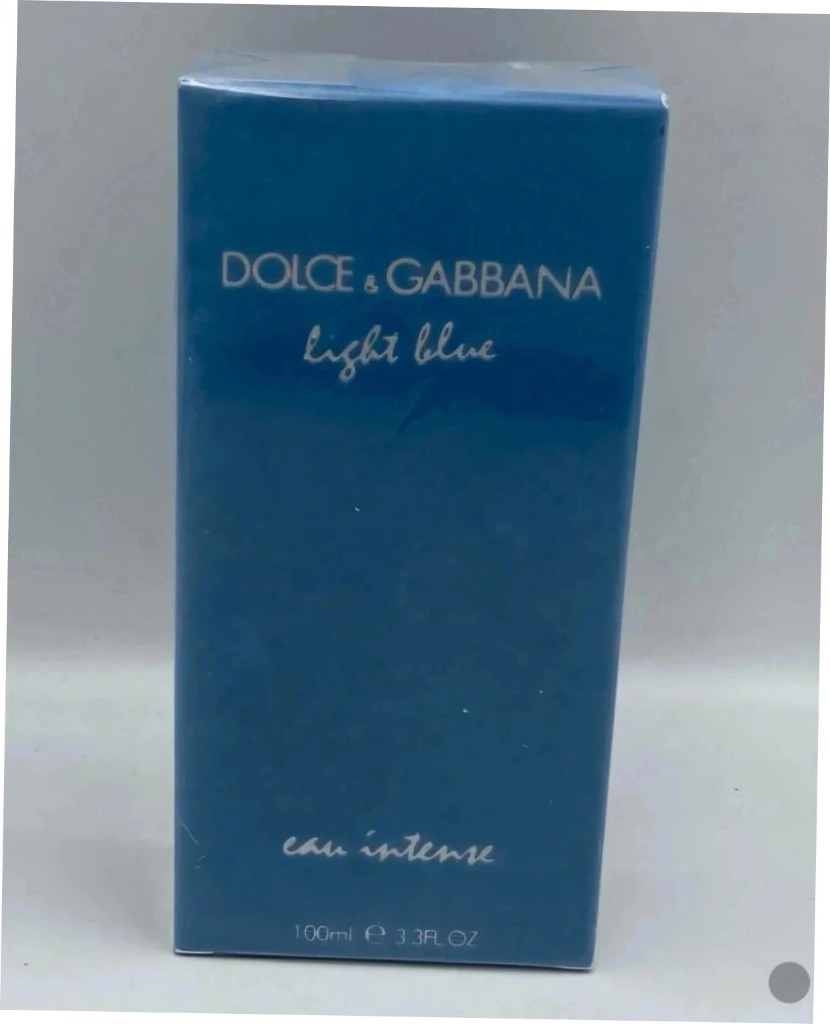 DOLCE & GABBANA
light blue
eau intense
100ml ℮ 3.3FL OZ